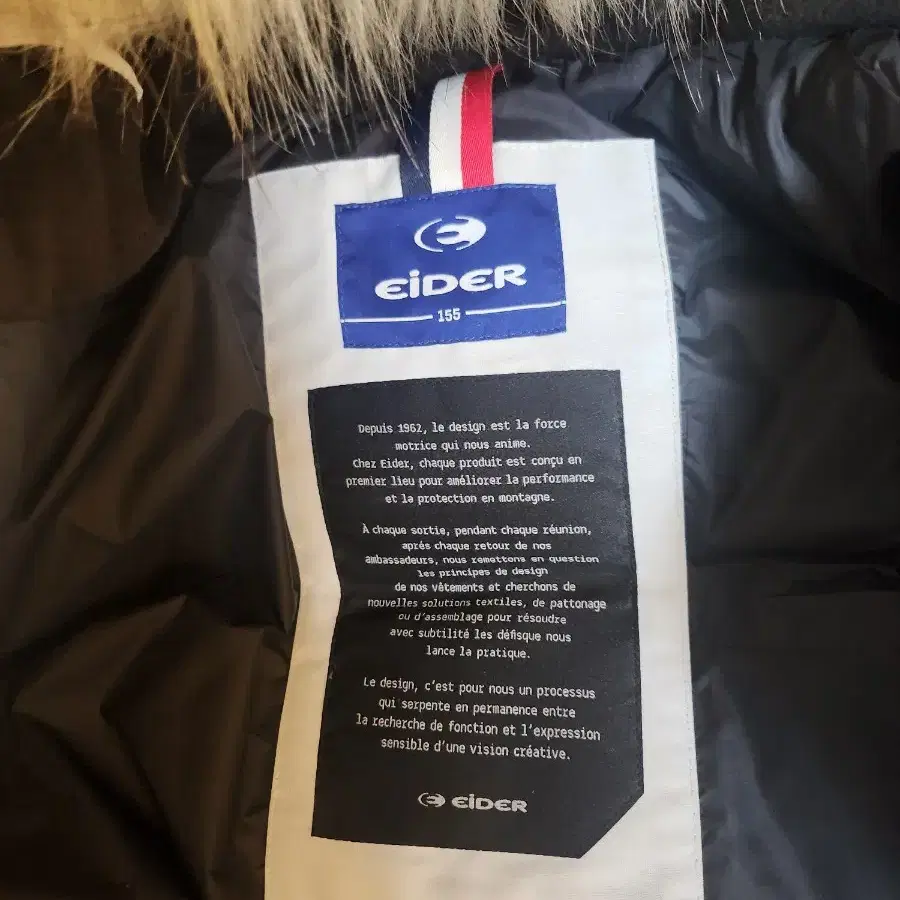 EiDER
155
Depuis 1962, le design est la force
motrice qui nous anime.
Chez Eider, chaque produit est conçu en
premier lieu pour améliorer la performance
et la protection en montagne.
À chaque sortie, pendant chaque réunion,
aprés chaque retour de nos
ambassadeurs, nous remettons en question
les principes de design
de nos vêtements et cherchons de
nouvelles solutions textiles, de pattonage
ou d'assemblage pour résoudre
avec subtilité les défisque nous
lance la pratique.
Le design, c'est pour nous un processus
qui serpente en permanence entre
la recherche de fonction et l'expression
sensible d'une vision créative.
EiDER